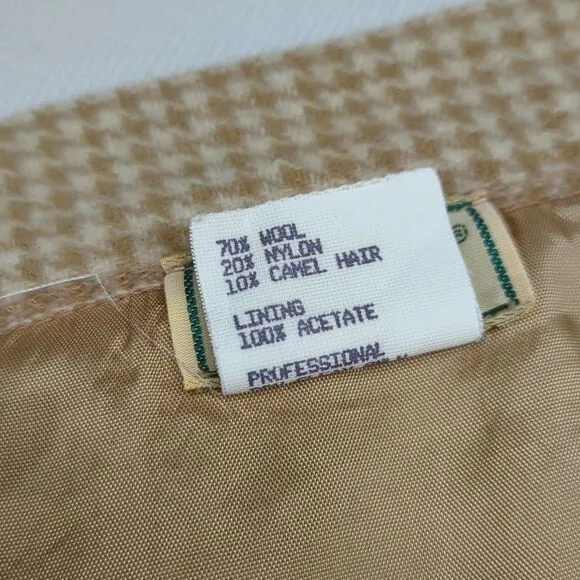 70% WOOL
20% NYLON
10% CAMEL HAIR
LINING
100% ACETATE
PROFESSIONAL
®